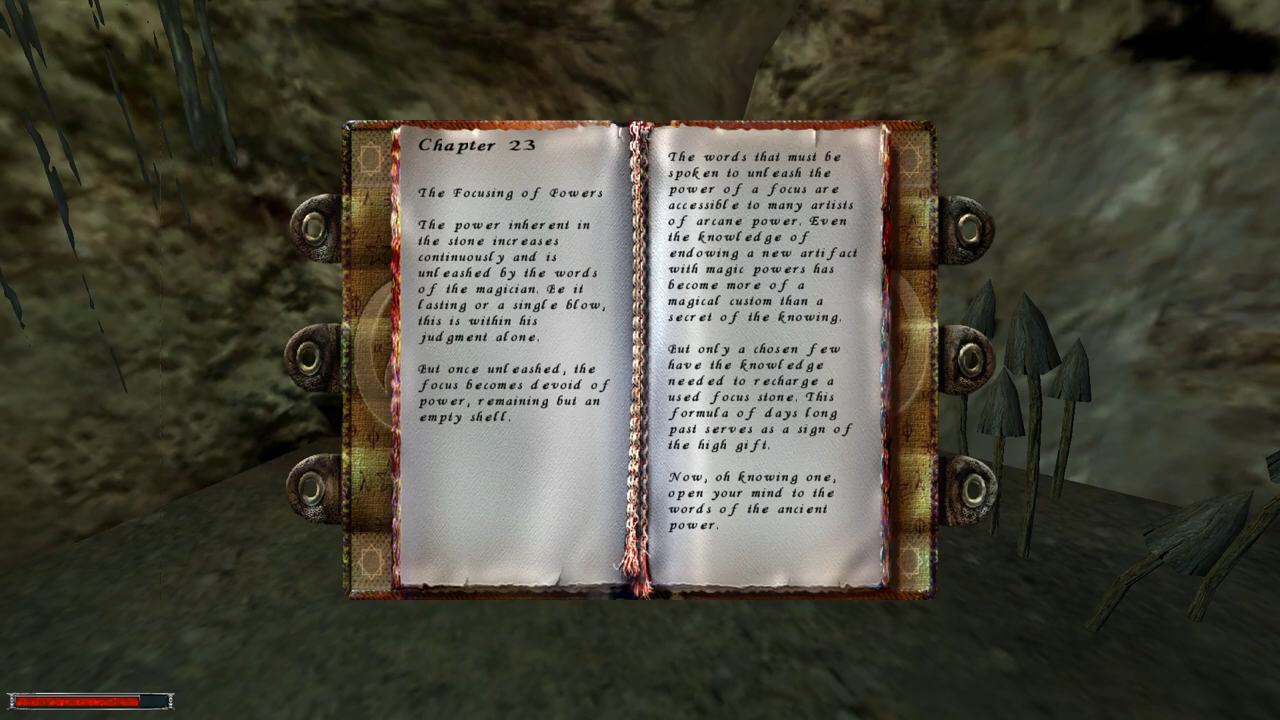 Chapter 23
The Focusing of Powers
The power inherent in
the stone increases
continuously and is
unleashed by the words
of the magician. Be it
lasting or a single blow,
this is within his
judgment alone.
But once unleashed, the
focus becomes devoid of
power, remaining but an
empty shell.
The words that must be
spoken to unleash the
power of a focus are
accessible to many artists
of arcane power. Even
the knowledge of
endowing a new artifact
with magic powers has
become more of a
magical custom than a
secret of the knowing.
But only a chosen few
have the knowledge
needed to recharge a
used focus stone. This
formula of days long
past serves as a sign of
the high gift.
Now, oh knowing one,
open your mind to the
words of the ancient
power.